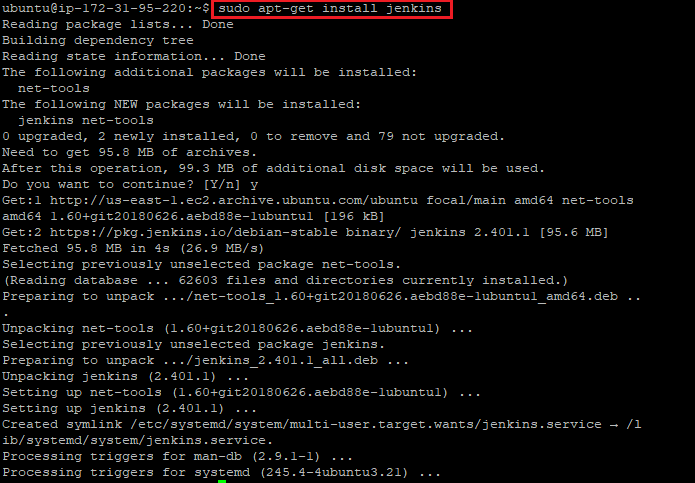 ubuntu@ip-172-31-95-220:~$ sudo apt-get install jenkins
Reading package lists... Done
Building dependency tree
Reading state information... Done
The following additional packages will be installed:
  net-tools
The following NEW packages will be installed:
  jenkins net-tools
0 upgraded, 2 newly installed, 0 to remove and 79 not upgraded.
Need to get 95.8 MB of archives.
After this operation, 99.3 MB of additional disk space will be used.
Do you want to continue? [Y/n] y
Get:1 http://us-east-1.ec2.archive.ubuntu.com/ubuntu focal/main amd64 net-tools
amd64 1.60+git20180626.aebd88e-1ubuntu1 [196 kB]
Get:2 https://pkg.jenkins.io/debian-stable binary/ jenkins 2.401.1 [95.6 MB]
Fetched 95.8 MB in 4s (26.9 MB/s)
Selecting previously unselected package net-tools.
(Reading database ... 62603 files and directories currently installed.)
Preparing to unpack .../net-tools_1.60+git20180626.aebd88e-1ubuntu1_amd64.deb ..
.
Unpacking net-tools (1.60+git20180626.aebd88e-1ubuntu1) ...
Selecting previously unselected package jenkins.
Preparing to unpack .../jenkins_2.401.1_all.deb ...
Unpacking jenkins (2.401.1) ...
Setting up net-tools (1.60+git20180626.aebd88e-1ubuntu1) ...
Setting up jenkins (2.401.1) ...
Created symlink /etc/systemd/system/multi-user.target.wants/jenkins.service → /l
ib/systemd/system/jenkins.service.
Processing triggers for man-db (2.9.1-1) ...
Processing triggers for systemd (245.4-4ubuntu3.21) ...